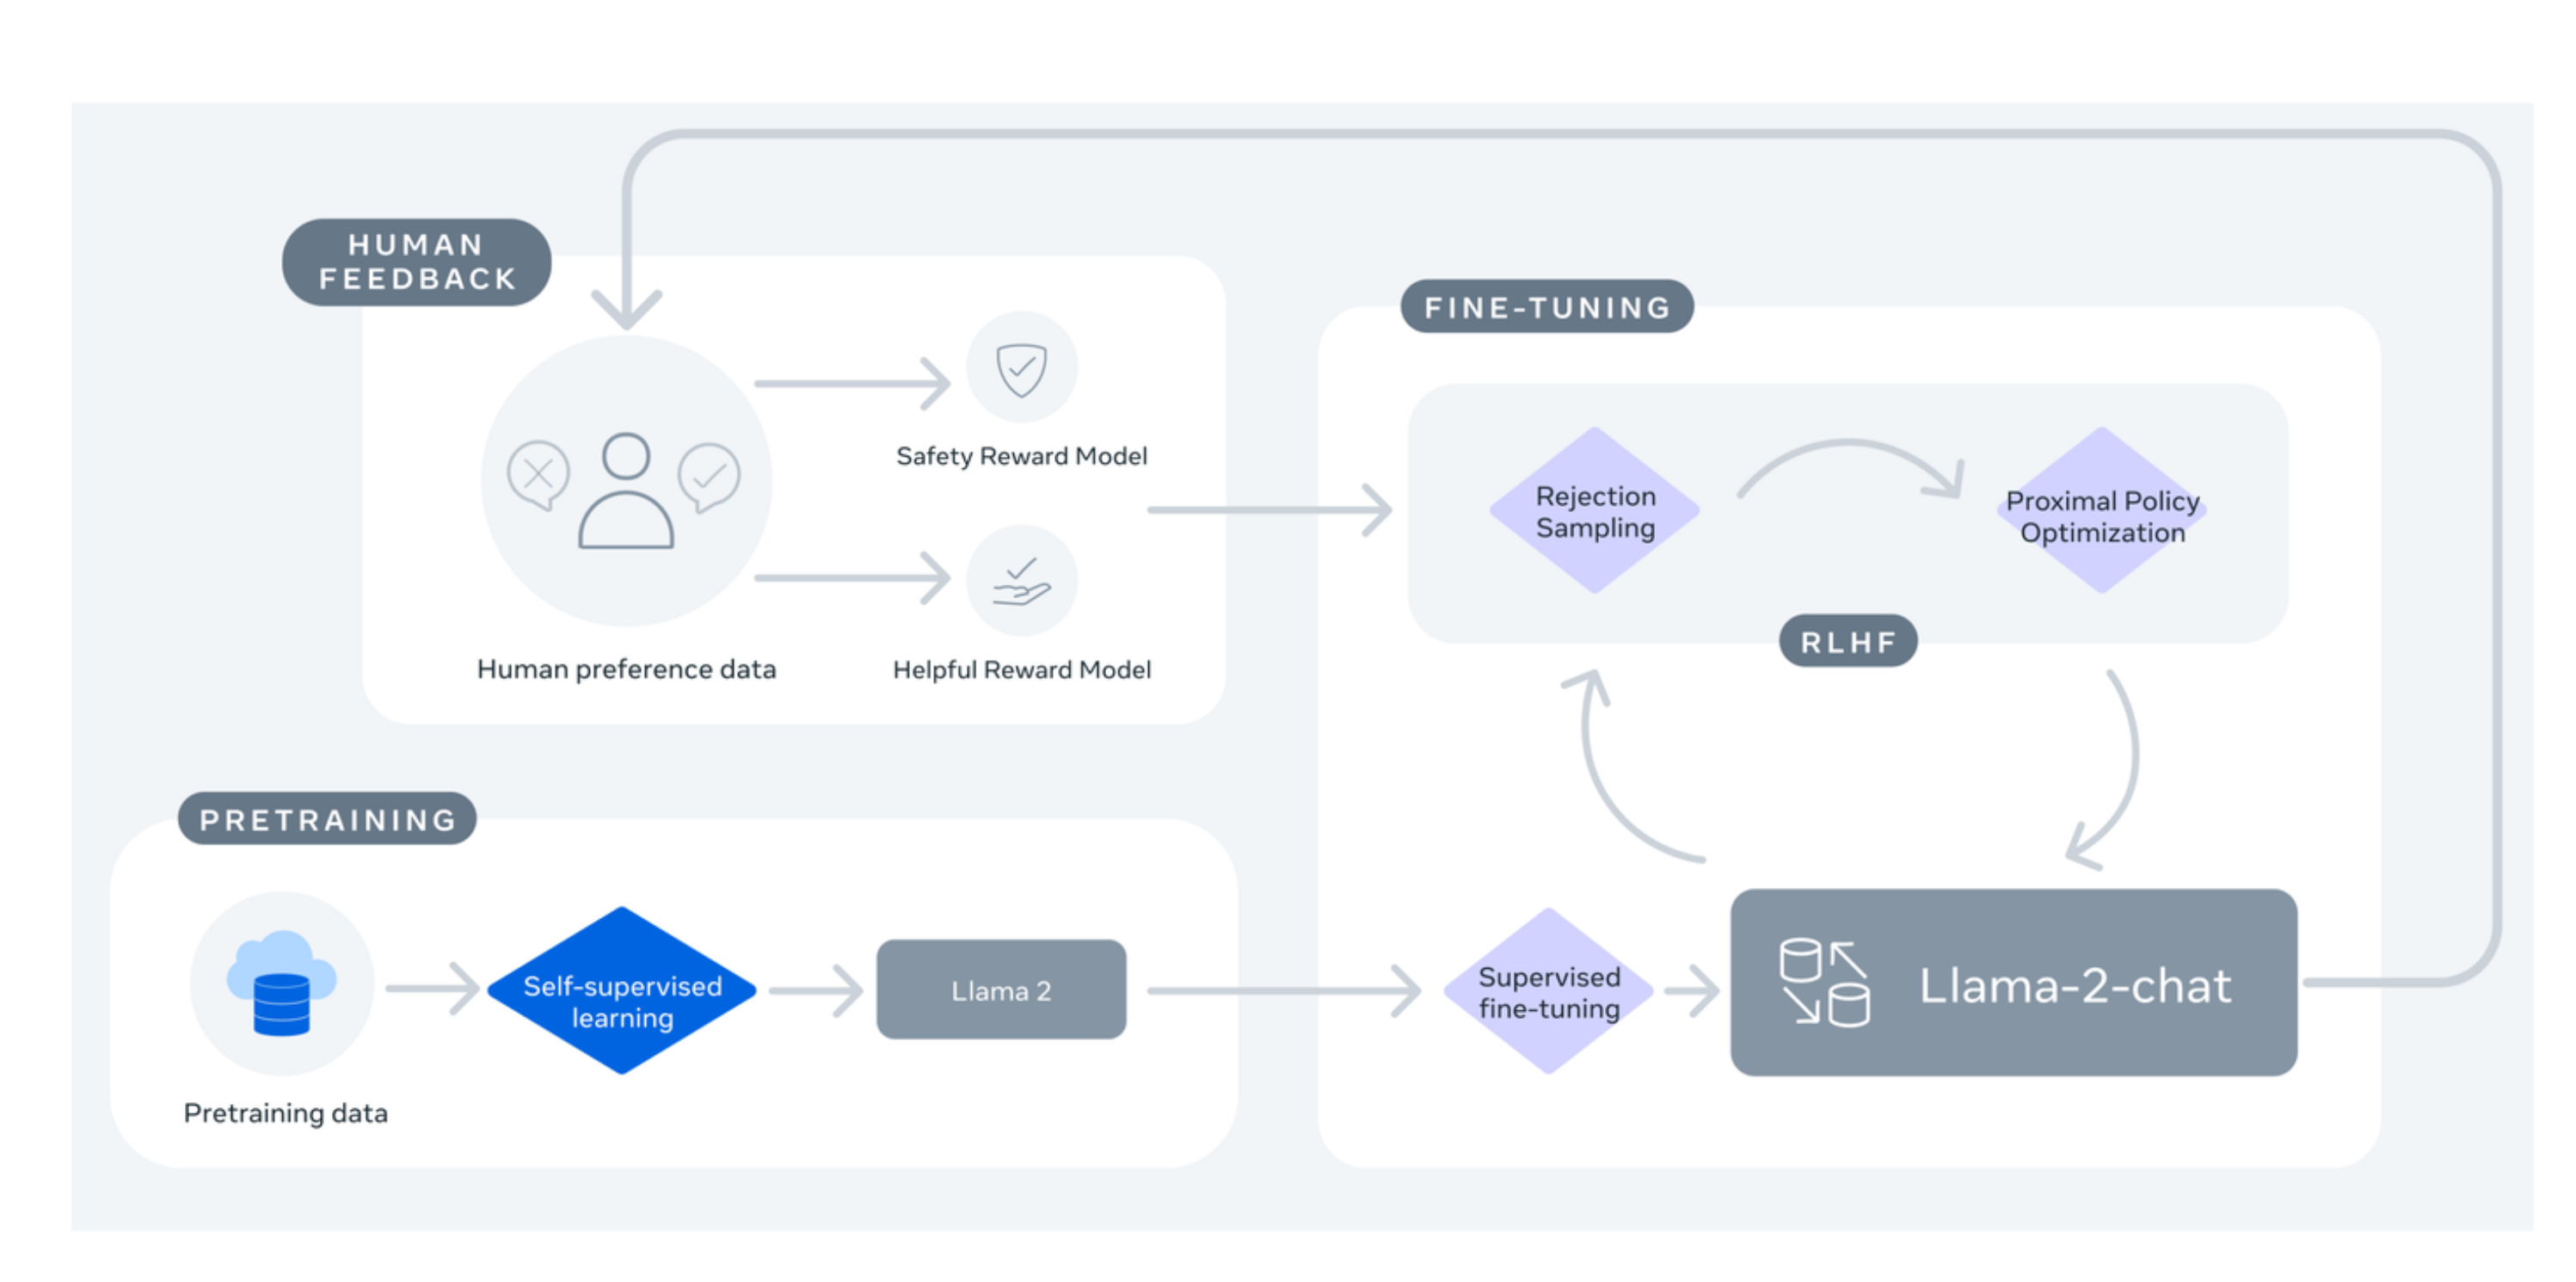 HUMAN
FEEDBACK
Safety Reward Model
Human preference data
Helpful Reward Model
FINE-TUNING
Rejection
Sampling
Proximal Policy
Optimization
RLHF
PRETRAINING
Pretraining data
Self-supervised
learning
Llama 2
Supervised
fine-tuning
Llama-2-chat